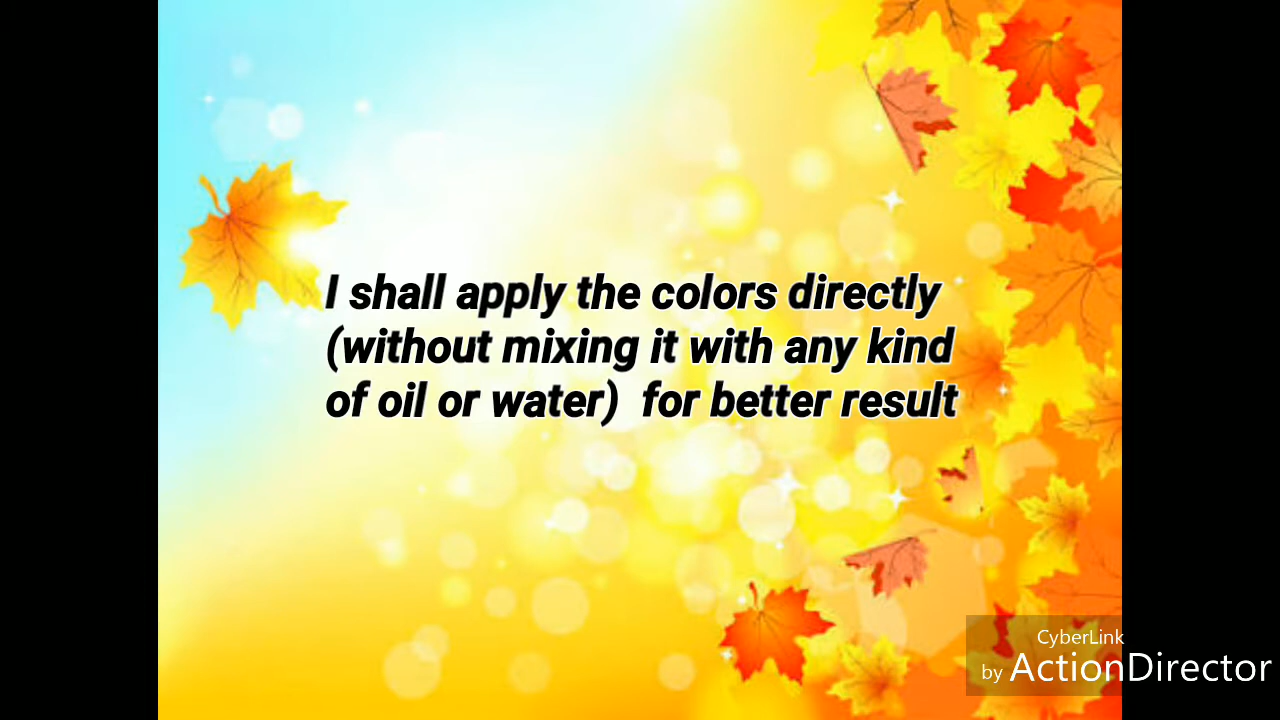 I shall apply the colors directly
(without mixing it with any kind
of oil or water)  for better result
CyberLink
by ActionDirector